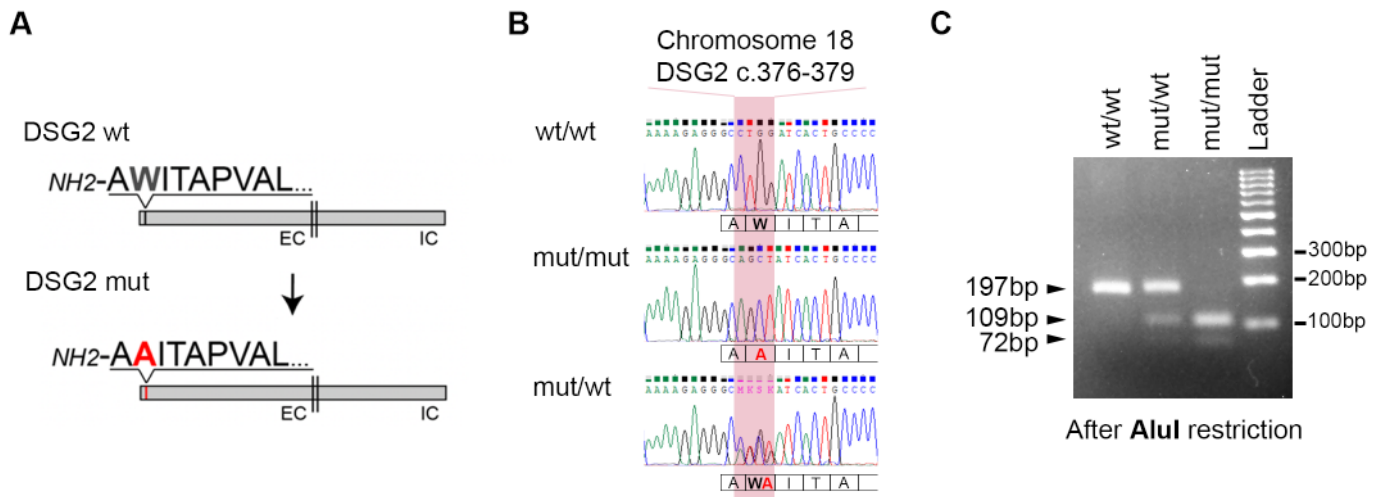 A
DSG2 wt
NH2-AWITAPVAL...
EC
IC
DSG2 mut
NH2-AAITAPVAL...
EC
IC
B
Chromosome 18
DSG2 c.376-379
wt/wt
AAAAGAGGGCCTGGATCACTGCCCC
A W I T A
mut/mut
AAAAGAGGGCAGCTATCACTGCCCC
A A I T A
mut/wt
AAAAGAGGGCMKSKATCACTGCCCC
A WA I T A
C
wt/wt
mut/wt
mut/mut
Ladder
300bp
200bp
100bp
197bp
109bp
72bp
After AluI restriction